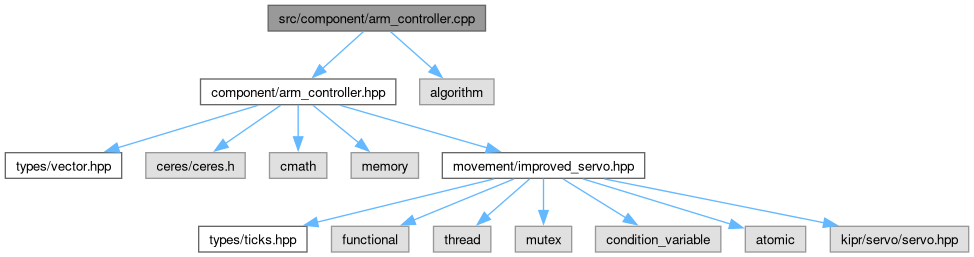 src/component/arm_controller.cpp
component/arm_controller.hpp
algorithm
types/vector.hpp
ceres/ceres.h
cmath
memory
movement/improved_servo.hpp
types/ticks.hpp
functional
thread
mutex
condition_variable
atomic
kipr/servo/servo.hpp